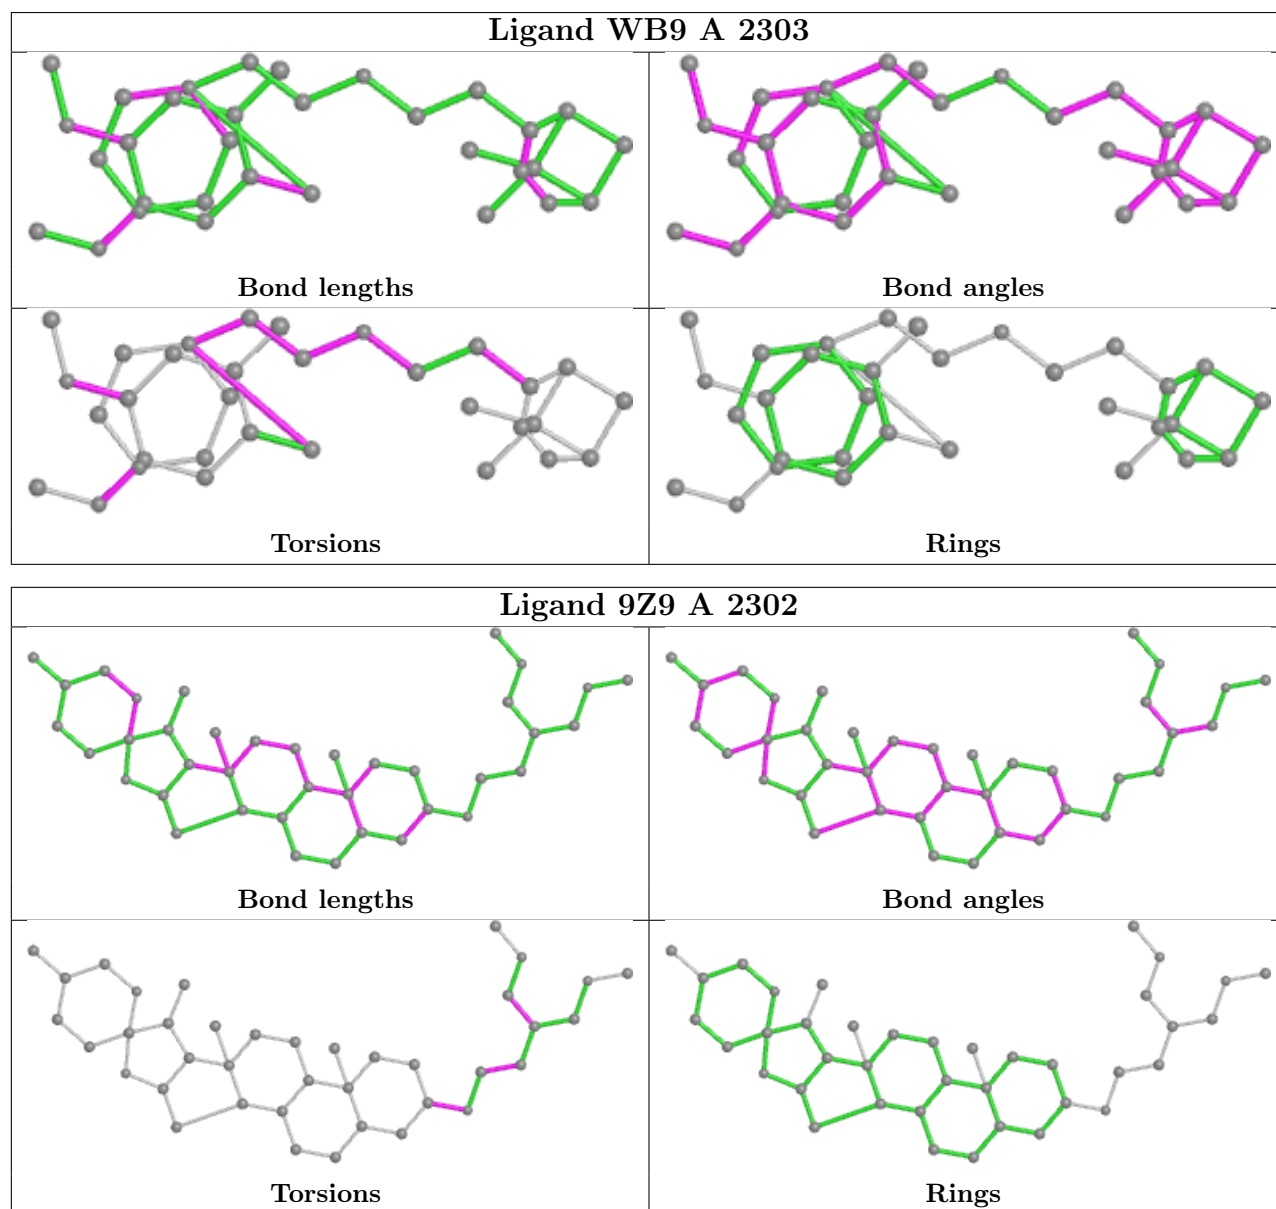 Ligand WB9 A 2303
Bond lengths
Bond angles
Torsions
Rings
Ligand 9Z9 A 2302
Bond lengths
Bond angles
Torsions
Rings